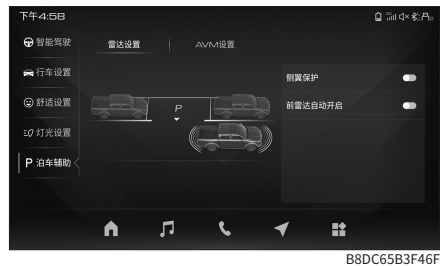 下午4:58
智能驾驶
行车设置
舒适设置
灯光设置
P 泊车辅助
雷达设置
AVM设置
P
侧翼保护
前雷达自动开启
B8DC65B3F46F